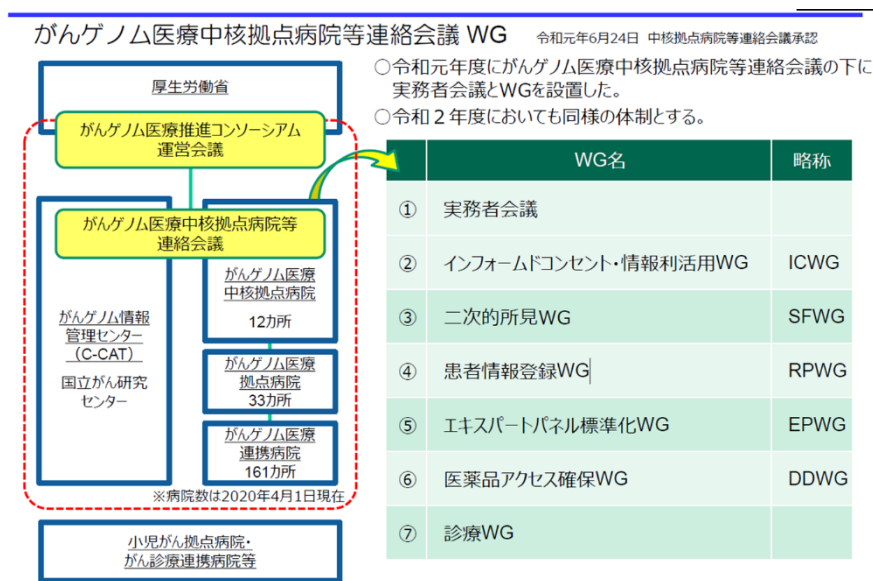 がんゲノム医療中核拠点病院等連絡会議 WG
令和元年6月24日 中核拠点病院等連絡会議承認
厚生労働省
がんゲノム医療推進コンソーシアム
運営会議
がんゲノム医療中核拠点病院等
連絡会議
がんゲノム情報
管理センター
（C-CAT）
国立がん研究
センター
がんゲノム医療
中核拠点病院
12カ所
がんゲノム医療
拠点病院
33カ所
がんゲノム医療
連携病院
161カ所
※病院数は2020年4月1日現在
小児がん拠点病院・
がん診療連携病院等
○令和元年度にがんゲノム医療中核拠点病院等連絡会議の下に
実務者会議とWGを設置した。
○令和２年度においても同様の体制とする。
WG名 略称
① 実務者会議
② インフォームドコンセント・情報利活用WG ICWG
③ 二次的所見WG SFWG
④ 患者情報登録WG RPWG
⑤ エキスパートパネル標準化WG EPWG
⑥ 医薬品アクセス確保WG DDWG
⑦ 診療WG